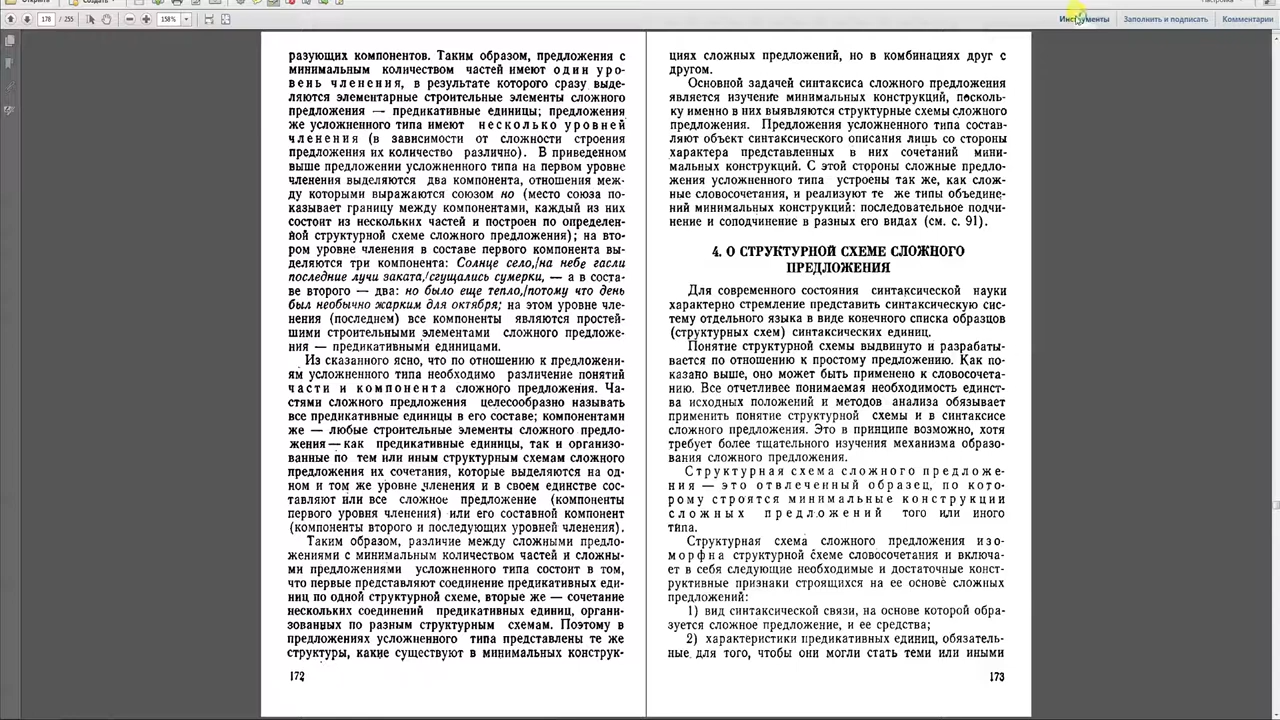 178 / 255
158%
Инструменты
Заполнить и подписать
Комментарии
разующих компонентов. Таким образом, предложения с
минимальным количеством частей имеют один уро-
вень членения, в результате которого сразу выде-
ляются элементарные строительные элементы сложного
предложения — предикативные единицы; предложения
же усложненного типа имеют несколько уровней
членения (в зависимости от сложности строения
предложения их количество различно). В приведенном
выше предложении усложненного типа на первом уровне
членения выделяются два компонента, отношения меж-
ду которыми выражаются союзом но (место союза по-
казывает границу между компонентами, каждый из них
состоит из нескольких частей и построен по определен-
ной структурной схеме сложного предложения); на вто-
ром уровне членения в составе первого компонента вы-
деляются три компонента: Солнце село,/на небе гасли
последние лучи заката,/сгущались сумерки, — а в соста-
ве второго — два: но было еще тепло,/потому что день
был необычно жарким для октября; на этом уровне чле-
нения (последнем) все компоненты являются простей-
шими строительными элементами сложного предложе-
ния — предикативными единицами.
Из сказанного ясно, что по отношению к предложени-
ям усложненного типа необходимо различение понятий
части и компонента сложного предложения. Ча-
стями сложного предложения целесообразно называть
все предикативные единицы в его составе; компонентами
же — любые строительные элементы сложного предло-
жения — как предикативные единицы, так и организо-
ванные по тем или иным структурным схемам сложного
предложения их сочетания, которые выделяются на од-
ном и том же уровне членения и в своем единстве сос-
тавляют или все сложное предложение (компоненты
первого уровня членения) или его составной компонент
(компоненты второго и последующих уровней членения).
Таким образом, различие между сложными предло-
жениями с минимальным количеством частей и сложны-
ми предложениями усложненного типа состоит в том,
что первые представляют соединение предикативных еди-
ниц по одной структурной схеме, вторые же — сочетание
нескольких соединений предикативных единиц, органи-
зованных по разным структурным схемам. Поэтому в
предложениях усложненного типа представлены те же
структуры, какие существуют в минимальных конструк-
172
циях сложных предложений, но в комбинациях друг с
другом.
Основной задачей синтаксиса сложного предложения
является изучение минимальных конструкций, посколь-
ку именно в них выявляются структурные схемы сложного
предложения. Предложения усложненного типа состав-
ляют объект синтаксического описания лишь со стороны
характера представленных в них сочетаний мини-
мальных конструкций. С этой стороны сложные предло-
жения усложненного типа устроены так же, как слож-
ные словосочетания, и реализуют те же типы объедине-
ний минимальных конструкций: последовательное подчи-
нение и соподчинение в разных его видах (см. с. 91).
4. О СТРУКТУРНОЙ СХЕМЕ СЛОЖНОГО
ПРЕДЛОЖЕНИЯ
Для современного состояния синтаксической науки
характерно стремление представить синтаксическую сис-
тему отдельного языка в виде конечного списка образцов
(структурных схем) синтаксических единиц.
Понятие структурной схемы выдвинуто и разрабаты-
вается по отношению к простому предложению. Как по-
казано выше, оно может быть применено к словосочета-
нию. Все отчетливее понимаемая необходимость единст-
ва исходных положений и методов анализа обязывает
применить понятие структурной схемы и в синтаксисе
сложного предложения. Это в принципе возможно, хотя
требует более тщательного изучения механизма образо-
вания сложного предложения.
Структурная схема сложного предложе-
ния — это отвлеченный образец, по кото-
рому строятся минимальные конструкции
сложных предложений того или иного
типа.
Структурная схема сложного предложения изо-
морфна структурной схеме словосочетания и включа-
ет в себя следующие необходимые и достаточные конст-
руктивные признаки строящихся на ее основе сложных
предложений:
1) вид синтаксической связи, на основе которой обра-
зуется сложное предложение, и ее средства;
2) характеристики предикативных единиц, обязатель-
ные для того, чтобы они могли стать теми или иными
173